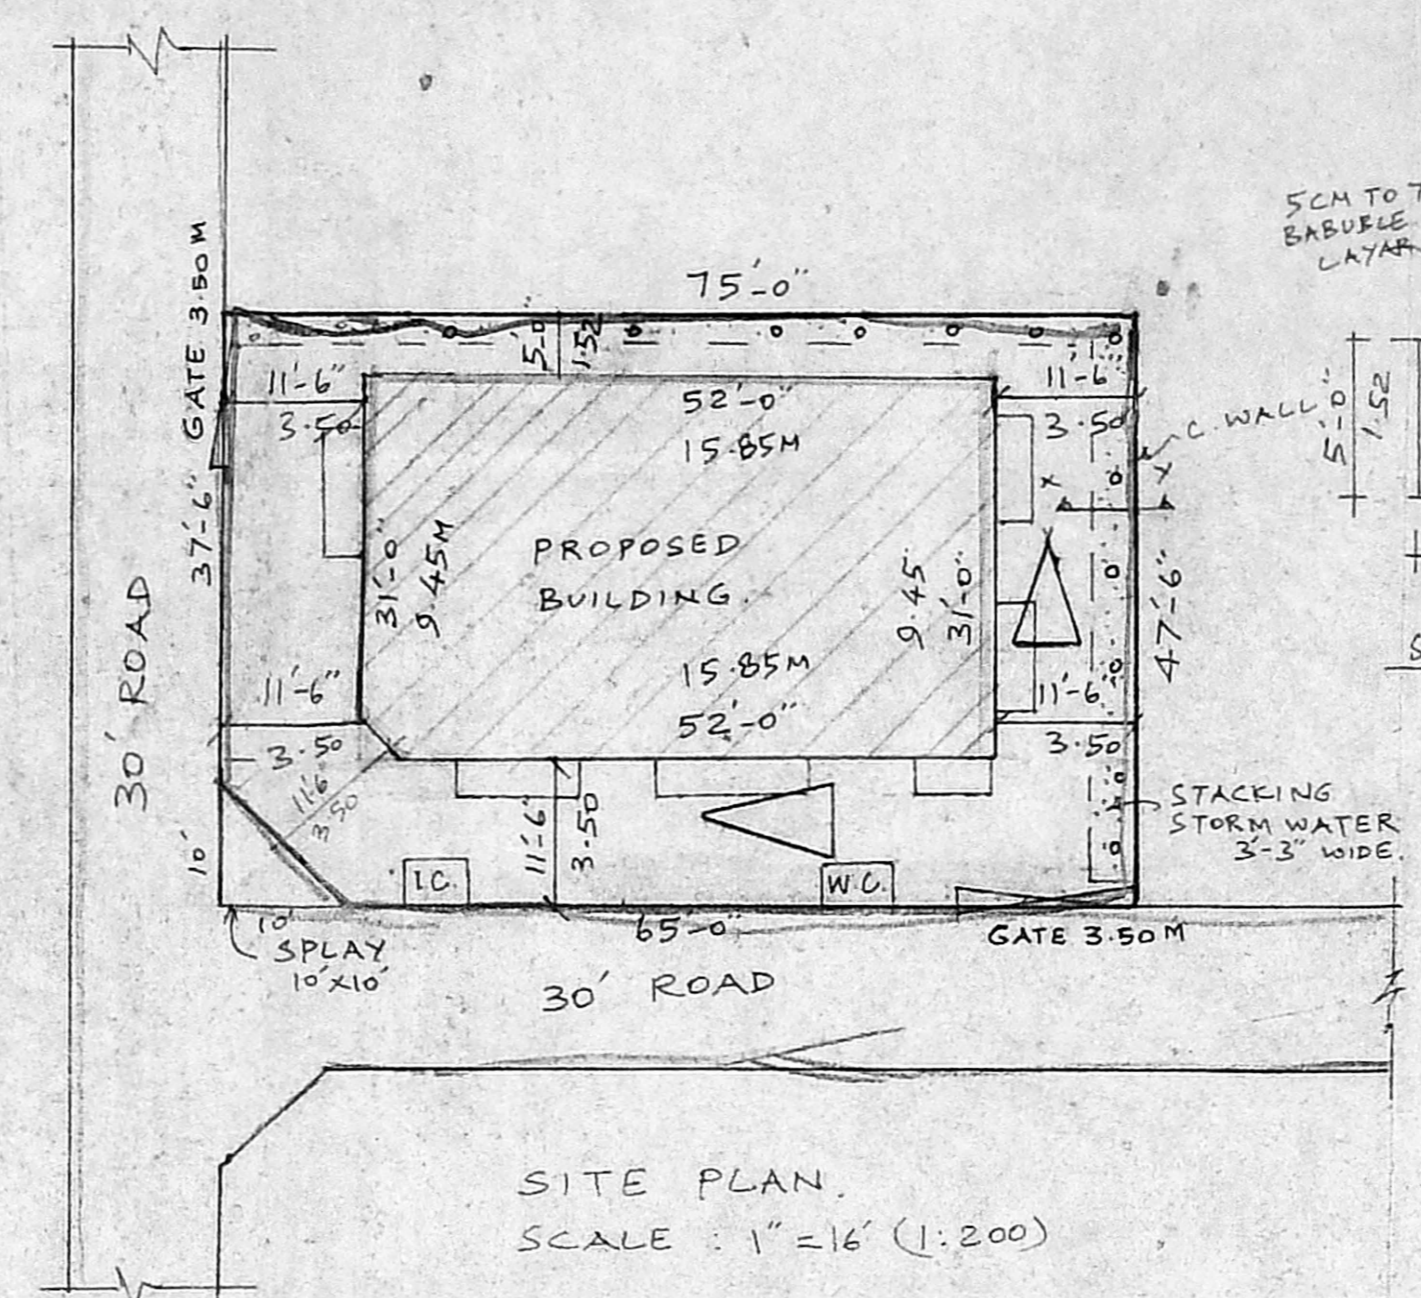 5CM TO
BABUBLE
LAYAR
75'-0"
GATE 3.50M
5'-0"
1.52
11'-6"
3.50
52'-0"
15.85M
11'-6"
3.50
C. WALL
5'-0"
1.52
X
Y
37'-6"
31'-0"
9.45M
PROPOSED
BUILDING.
9.45
31'-0"
47'-6"
30' ROAD
11'-6"
3.50
15.85M
52'-0"
11'-6"
3.50
11'-6
3.50
10'
11'-6"
3.50
STACKING
STORM WATER
3'-3" WIDE.
I.C.
W.C.
10'
SPLAY
10'X10'
65'-0"
GATE 3.50M
30' ROAD
SITE PLAN.
SCALE : 1"=16' (1:200)